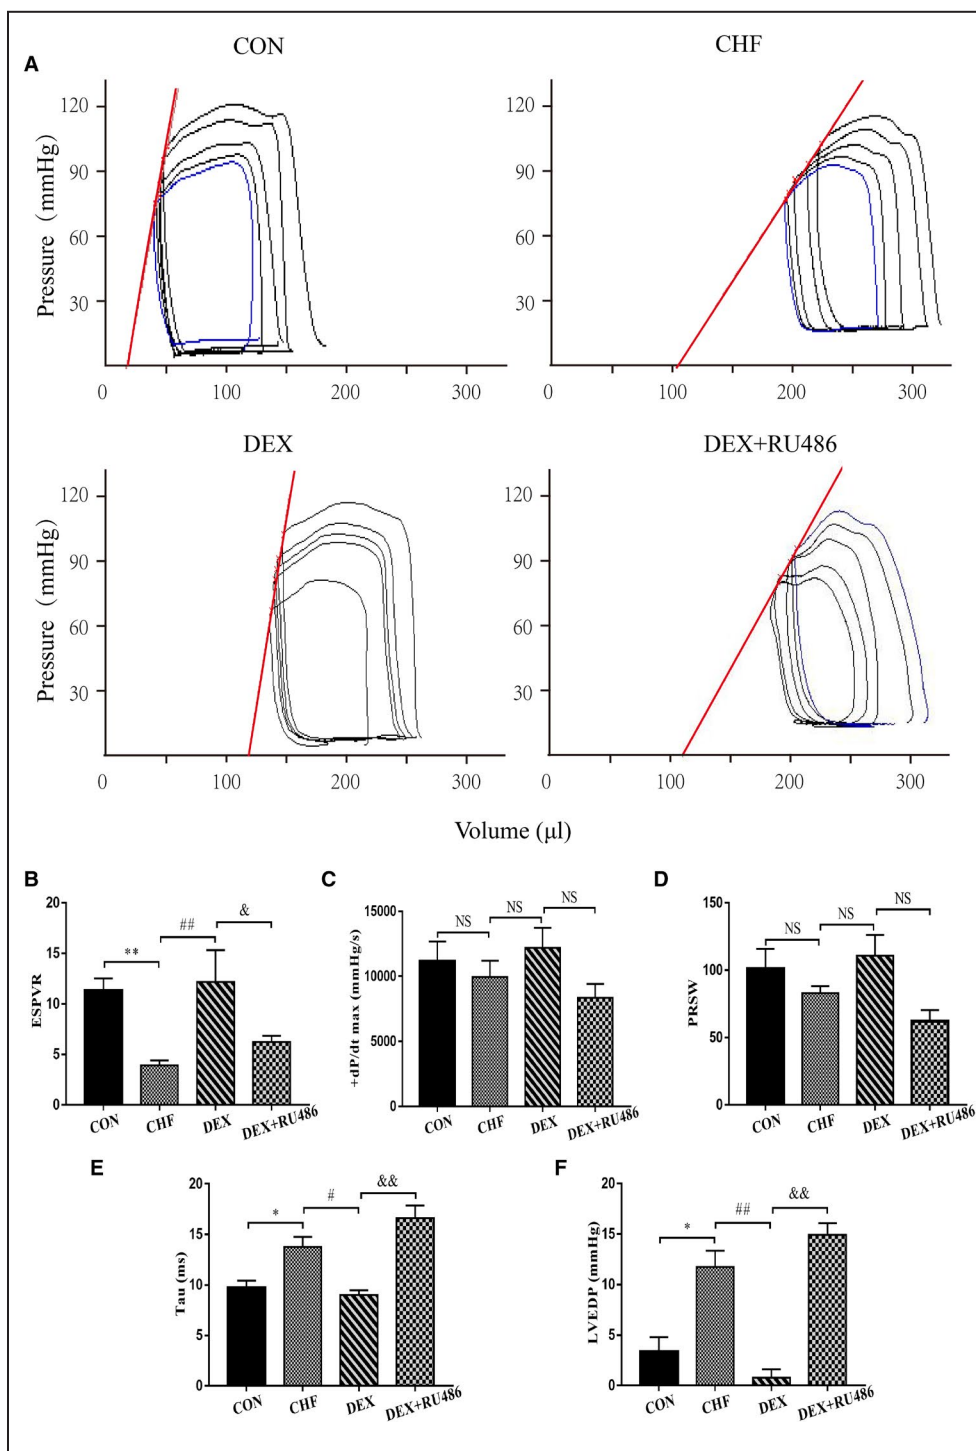 CON
CHF
A
Pressure (mmHg)
120
90
60
30
0
100
200
300
120
90
60
30
0
100
200
300
DEX
DEX+RU486
Pressure (mmHg)
120
90
60
30
0
100
200
300
120
90
60
30
0
100
200
300
Volume (μl)
B
ESPVR
20
15
10
5
0
**
##
&
CON
CHF
DEX
DEX+RU486
C
+dP/dt max (mmHg/s)
15000
10000
5000
0
NS
NS
NS
CON
CHF
DEX
DEX+RU486
D
PRSW
150
100
50
0
NS
NS
NS
CON
CHF
DEX
DEX+RU486
E
Tau (ms)
20
15
10
5
0
*
#
&&
CON
CHF
DEX
DEX+RU486
F
LVEDP (mmHg)
20
15
10
5
0
*
##
&&
CON
CHF
DEX
DEX+RU486